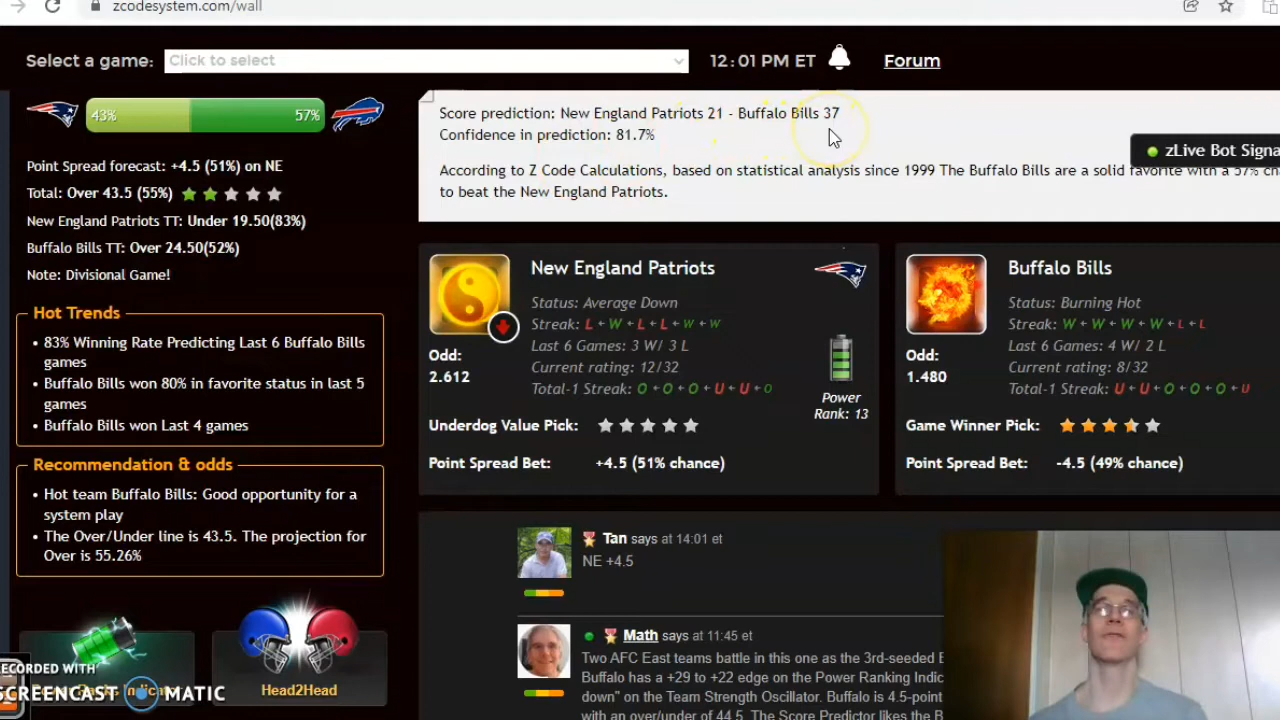 zcodesystem.com/wall
Select a game:
Click to select
12:01 PM ET
Forum
43%
57%
Point Spread forecast: +4.5 (51%) on NE
Total: Over 43.5 (55%)
New England Patriots TT: Under 19.50(83%)
Buffalo Bills TT: Over 24.50(52%)
Note: Divisional Game!
Hot Trends
• 83% Winning Rate Predicting Last 6 Buffalo Bills
games
• Buffalo Bills won 80% in favorite status in last 5
games
• Buffalo Bills won Last 4 games
Recommendation & odds
• Hot team Buffalo Bills: Good opportunity for a
system play
• The Over/Under line is 43.5. The projection for
Over is 55.26%
Head2Head
RECORDED WITH
SCREENCAST MATIC
Score prediction: New England Patriots 21 - Buffalo Bills 37
Confidence in prediction: 81.7%
zLive Bot Signa
According to Z Code Calculations, based on statistical analysis since 1999 The Buffalo Bills are a solid favorite with a 57% cha
to beat the New England Patriots.
New England Patriots
Status: Average Down
Streak: L ← W ← L ← L ← W ← W
Last 6 Games: 3 W/ 3 L
Current rating: 12/32
Total-1 Streak: O ← O ← O ← U ← U ← O
Odd:
2.612
Power
Rank: 13
Underdog Value Pick:
Point Spread Bet: +4.5 (51% chance)
Buffalo Bills
Status: Burning Hot
Streak: W ← W ← W ← W ← L ← L
Last 6 Games: 4 W/ 2 L
Current rating: 8/32
Total-1 Streak: U ← U ← O ← O ← O ← U
Odd:
1.480
Game Winner Pick:
Point Spread Bet: -4.5 (49% chance)
Tan says at 14:01 et
NE +4.5
Math says at 11:45 et
Two AFC East teams battle in this one as the 3rd-seeded
Buffalo has a +29 to +22 edge on the Power Ranking Indic
down" on the Team Strength Oscillator. Buffalo is 4.5-point
with an over/under of 44.5. The Score Predictor likes the B